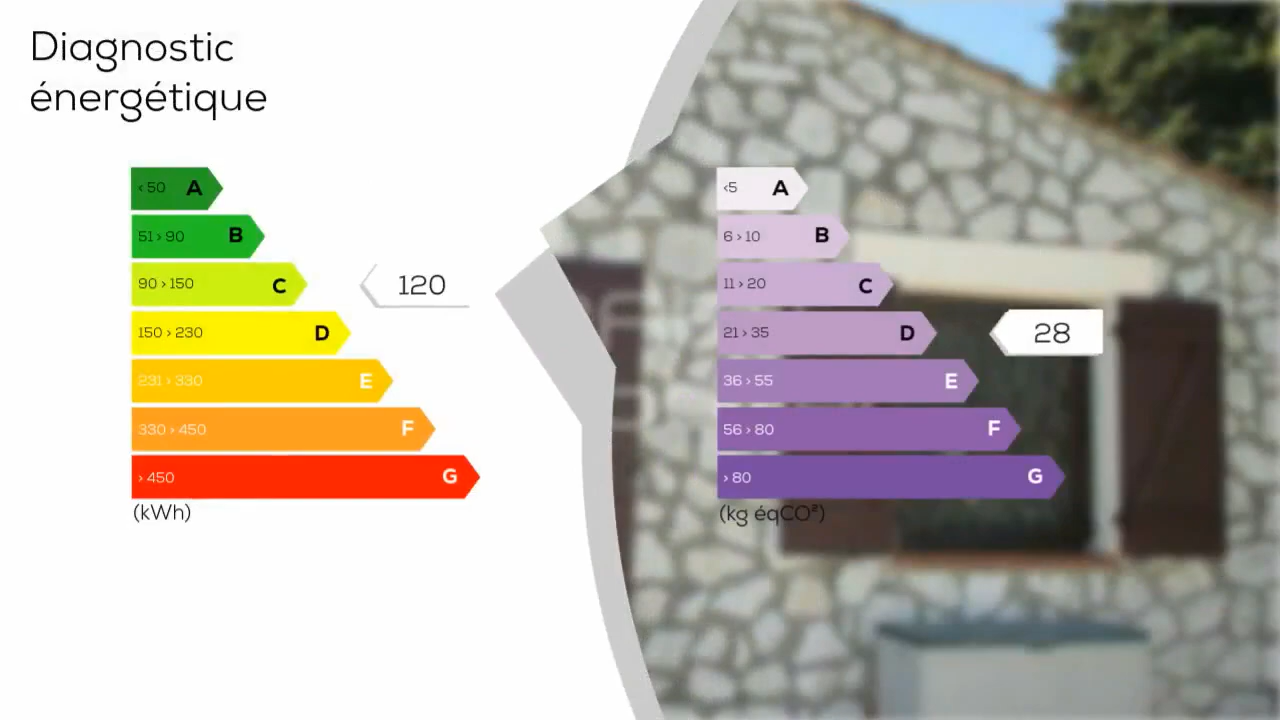 Diagnostic
énergétique
< 50 A
51 > 90 B
90 > 150 C
120
150 > 230 D
231 > 330 E
330 > 450 F
> 450 G
(kWh)
<5 A
6 > 10 B
11 > 20 C
21 > 35 D
28
36 > 55 E
56 > 80 F
> 80 G
(kg éqCO²)